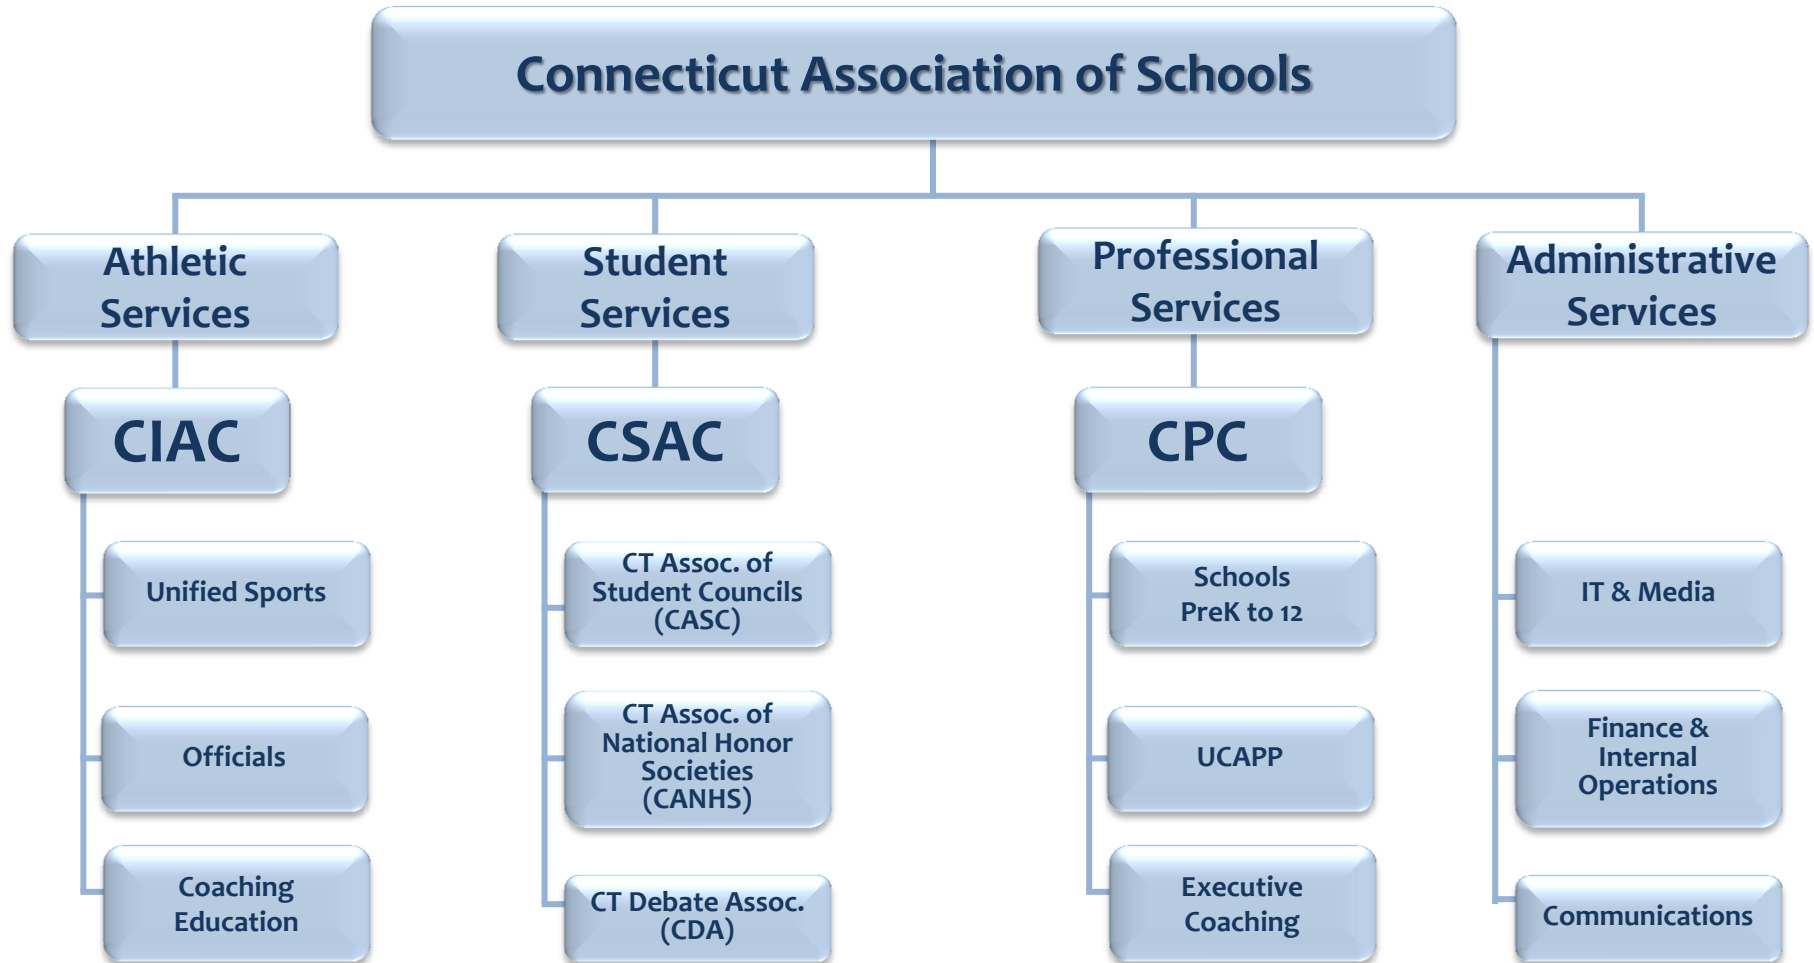 Connecticut Association of Schools
Athletic
Services
Student
Services
Professional
Services
Administrative
Services
CIAC
CSAC
CPC
Unified Sports
Officials
Coaching
Education
CT Assoc. of
Student Councils
(CASC)
CT Assoc. of
National Honor
Societies
(CANHS)
CT Debate Assoc.
(CDA)
Schools
PreK to 12
UCAPP
Executive
Coaching
IT & Media
Finance &
Internal
Operations
Communications